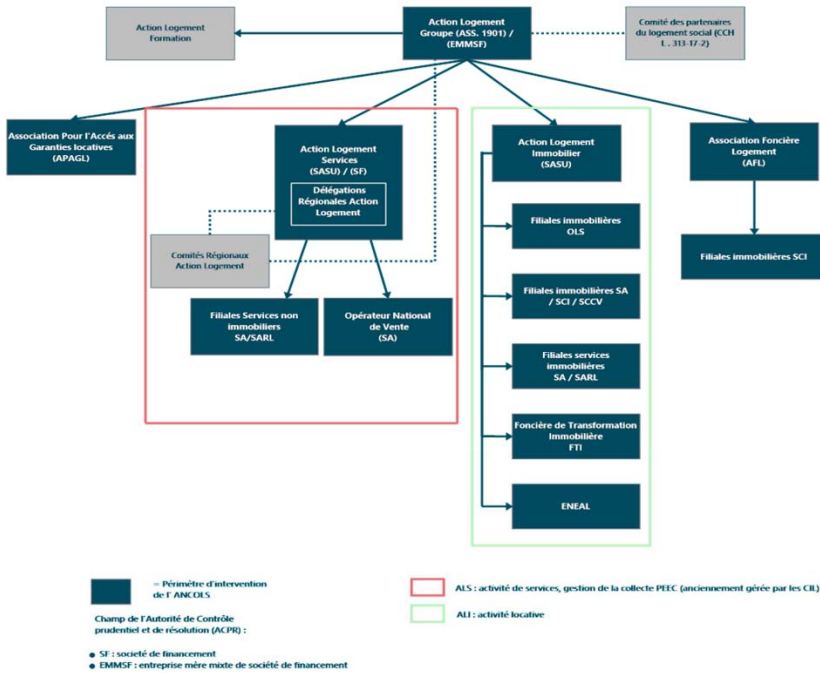 Action Logement
Formation
Action Logement
Groupe (ASS. 1901) /
(EMMSF)
Comité des partenaires
du logement social (CCH
L . 313-17-2)
Association Pour l'Accés aux
Garanties locatives
(APAGL)
Action Logement
Services
(SASU) / (SF)
Délégations
Régionales Action
Logement
Action Logement
Immobilier
(SASU)
Association Foncière
Logement
(AFL)
Comités Régionaux
Action Logement
Filiales immobilières
OLS
Filiales immobilières SCI
Filiales Services non
immobiliers
SA/SARL
Opérateur National
de Vente
(SA)
Filiales immobilières SA
/ SCI / SCCV
Filiales services
immobilières
SA / SARL
Foncière de Transformation
Immobilière
FTI
ENEAL
= Périmètre d'intervention
de l' ANCOLS
Champ de l'Autorité de Contrôle
prudentiel et de résolution (ACPR) :
● SF : societé de financement
● EMMSF : entreprise mère mixte de société de financement
ALS : activité de services, gestion de la collecte PEEC (anciennement gérée par les CIL)
ALI : activité locative